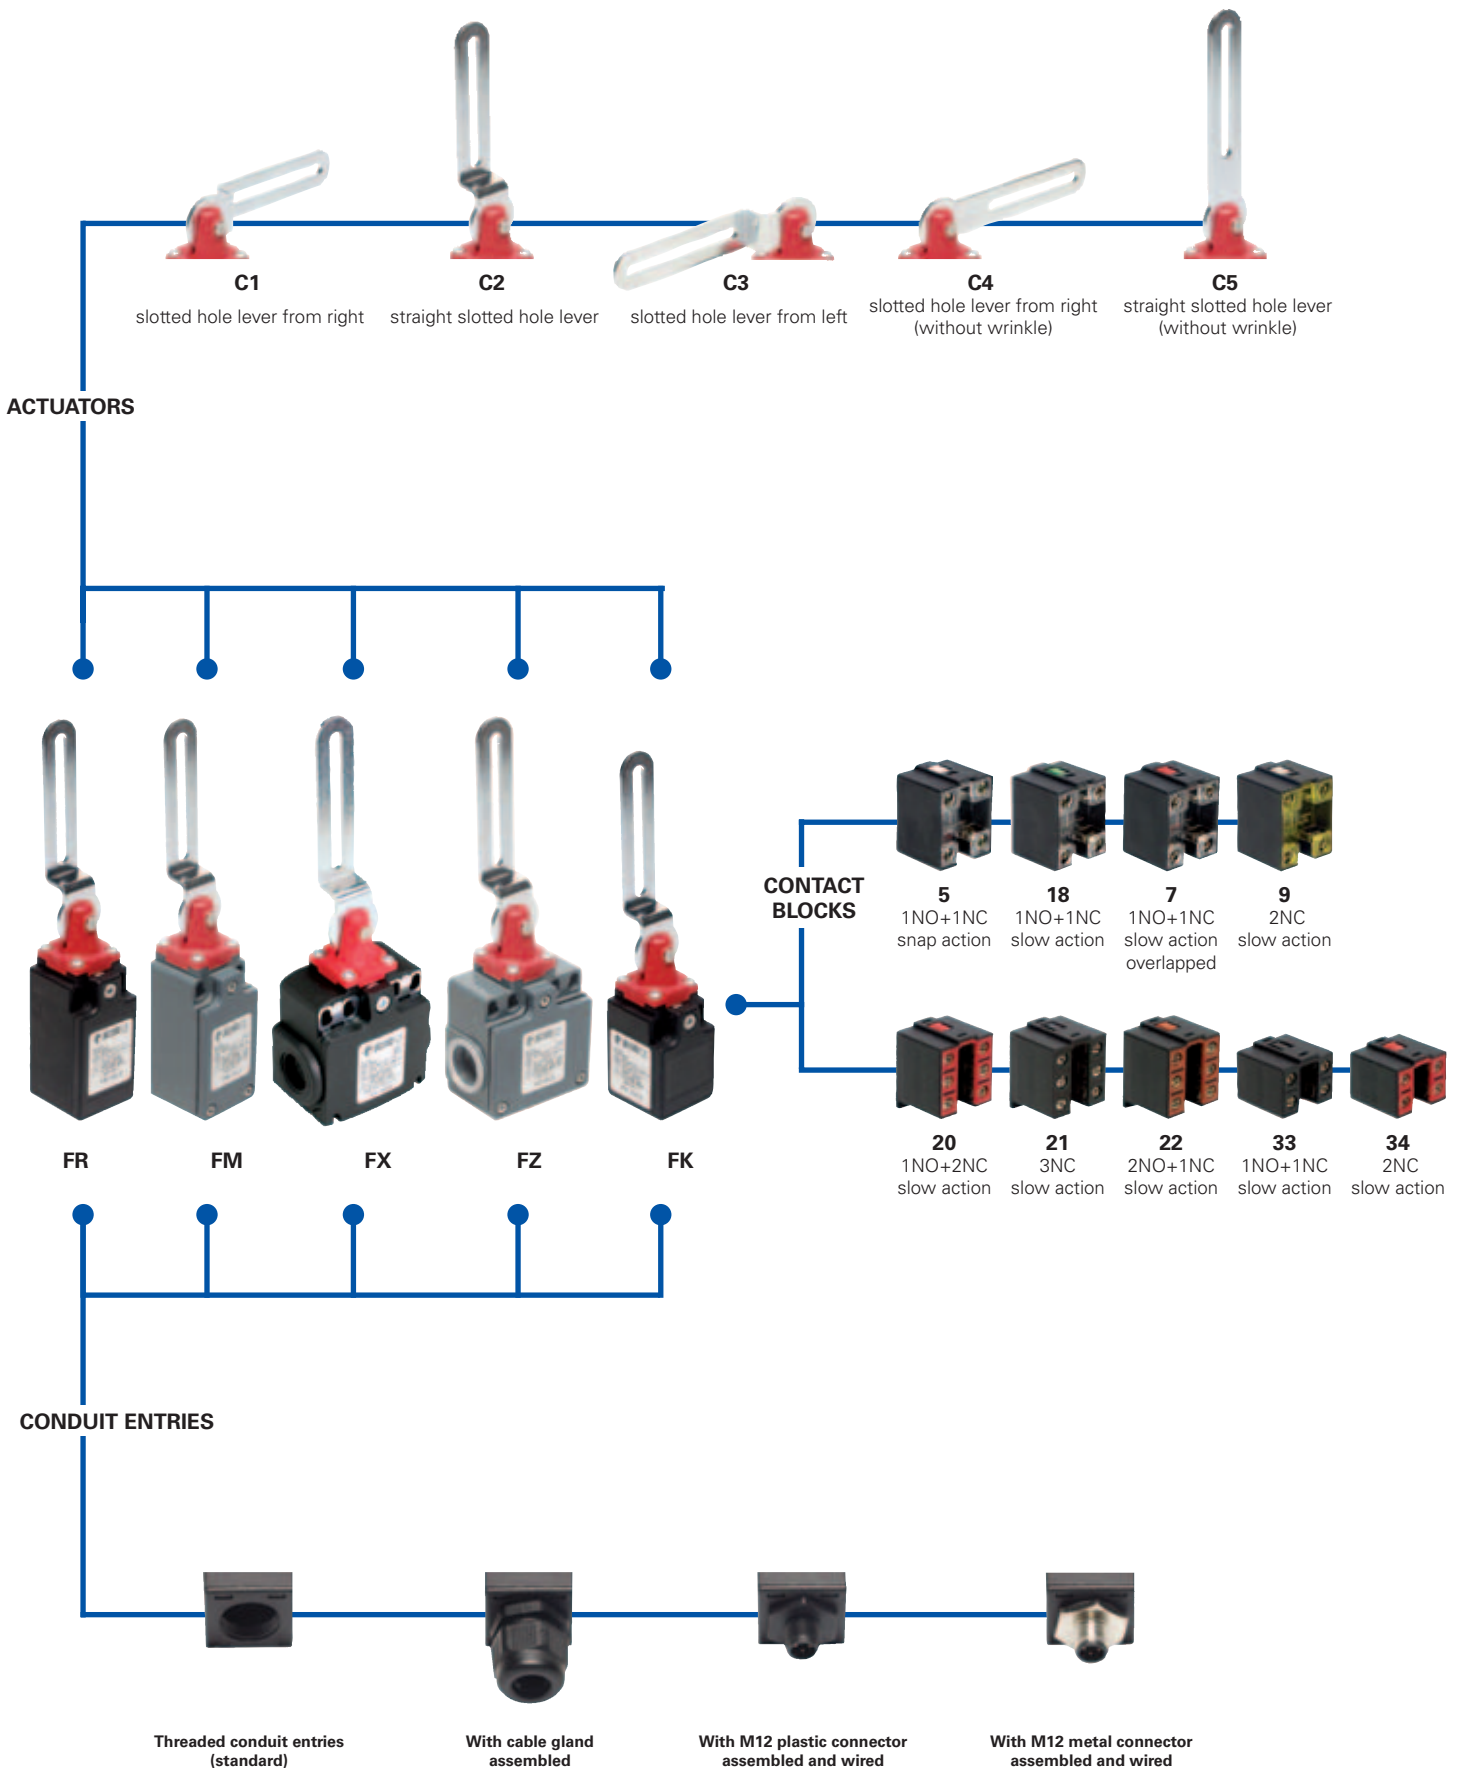 C1
slotted hole lever from right
C2
straight slotted hole lever
C3
slotted hole lever from left
C4
slotted hole lever from right
(without wrinkle)
C5
straight slotted hole lever
(without wrinkle)
ACTUATORS
FR
FM
FX
FZ
FK
CONTACT
BLOCKS
5
1NO+1NC
snap action
18
1NO+1NC
slow action
7
1NO+1NC
slow action
overlapped
9
2NC
slow action
20
1NO+2NC
slow action
21
3NC
slow action
22
2NO+1NC
slow action
33
1NO+1NC
slow action
34
2NC
slow action
CONDUIT ENTRIES
Threaded conduit entries
(standard)
With cable gland
assembled
With M12 plastic connector
assembled and wired
With M12 metal connector
assembled and wired